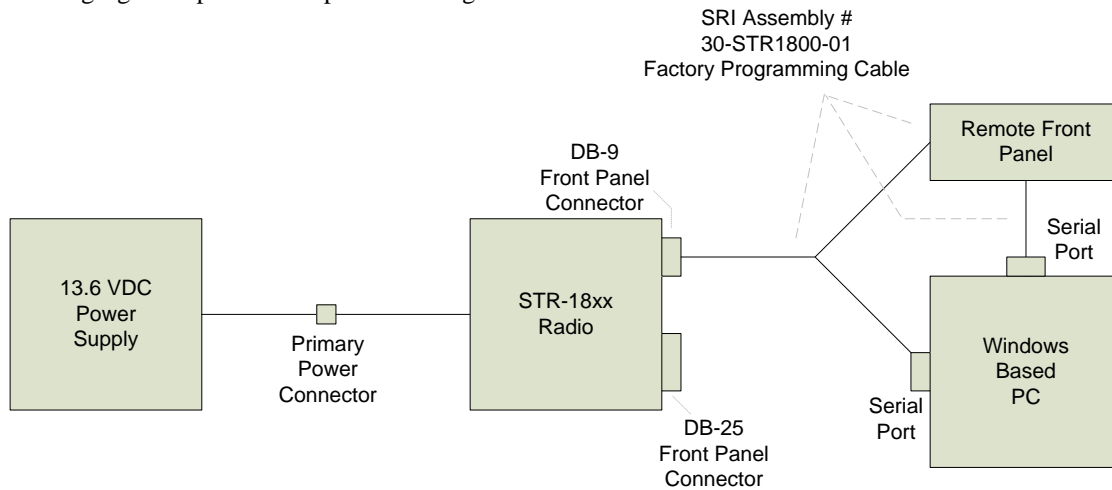 SRI Assembly #
30-STR1800-01
Factory Programming Cable
Remote Front
Panel
DB-9
Front Panel
Connector
Serial
Port
13.6 VDC
Power
Supply
Primary
Power
Connector
STR-18xx
Radio
Windows
Based
PC
Serial
Port
DB-25
Front Panel
Connector